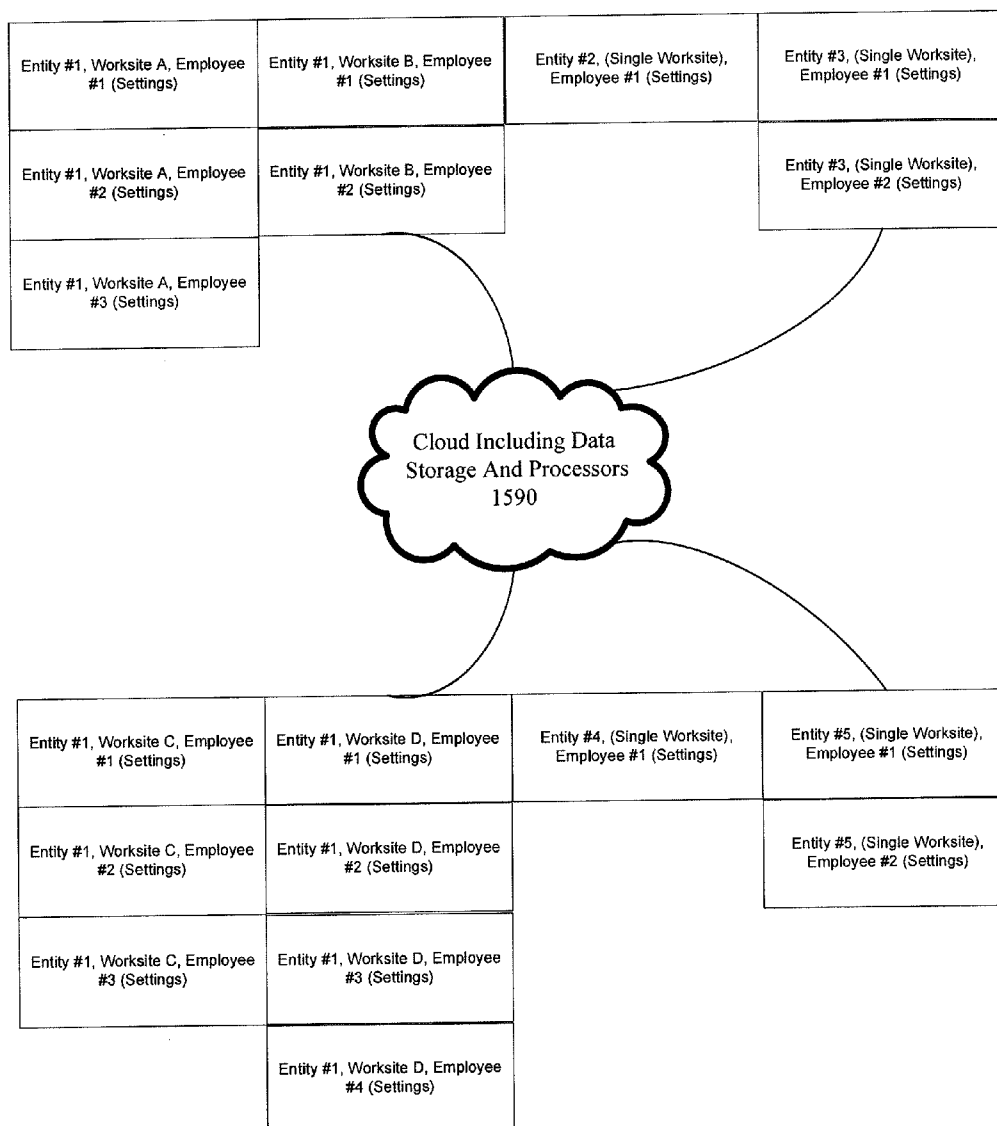 Entity #1, Worksite A, Employee
#1 (Settings)
Entity #1, Worksite B, Employee
#1 (Settings)
Entity #2, (Single Worksite),
Employee #1 (Settings)
Entity #3, (Single Worksite),
Employee #1 (Settings)
Entity #1, Worksite A, Employee
#2 (Settings)
Entity #1, Worksite B, Employee
#2 (Settings)
Entity #3, (Single Worksite),
Employee #2 (Settings)
Entity #1, Worksite A, Employee
#3 (Settings)
Cloud Including Data
Storage And Processors
1590
Entity #1, Worksite C, Employee
#1 (Settings)
Entity #1, Worksite D, Employee
#1 (Settings)
Entity #4, (Single Worksite),
Employee #1 (Settings)
Entity #5, (Single Worksite),
Employee #1 (Settings)
Entity #1, Worksite C, Employee
#2 (Settings)
Entity #1, Worksite D, Employee
#2 (Settings)
Entity #5, (Single Worksite),
Employee #2 (Settings)
Entity #1, Worksite C, Employee
#3 (Settings)
Entity #1, Worksite D, Employee
#3 (Settings)
Entity #1, Worksite D, Employee
#4 (Settings)